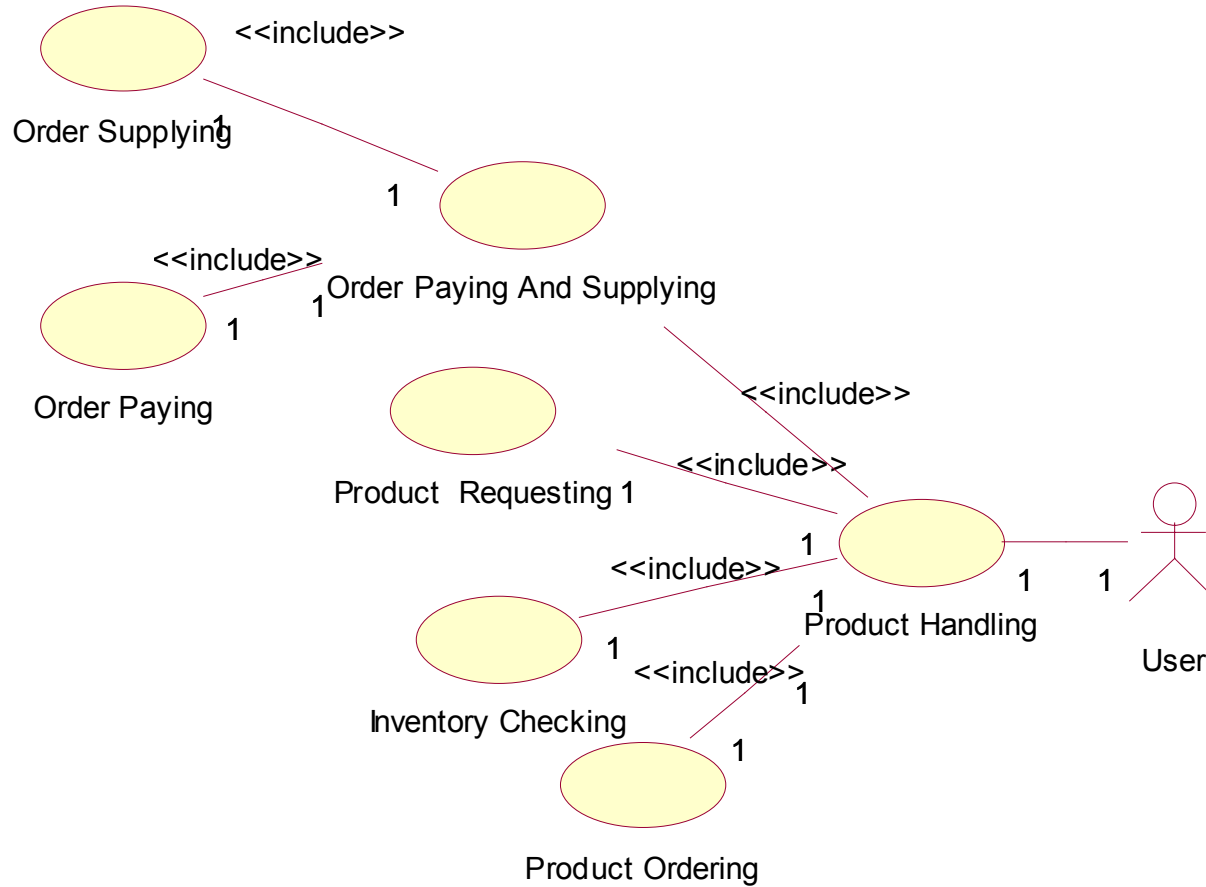 <<include>>
Order Supplying
1
1
<<include>>
Order Paying And Supplying
1
1
Order Paying
<<include>>
<<include>>
Product Requesting 1
1
<<include>>
1
1
1
Product Handling
1
User
<<include>>
1
Inventory Checking
1
Product Ordering